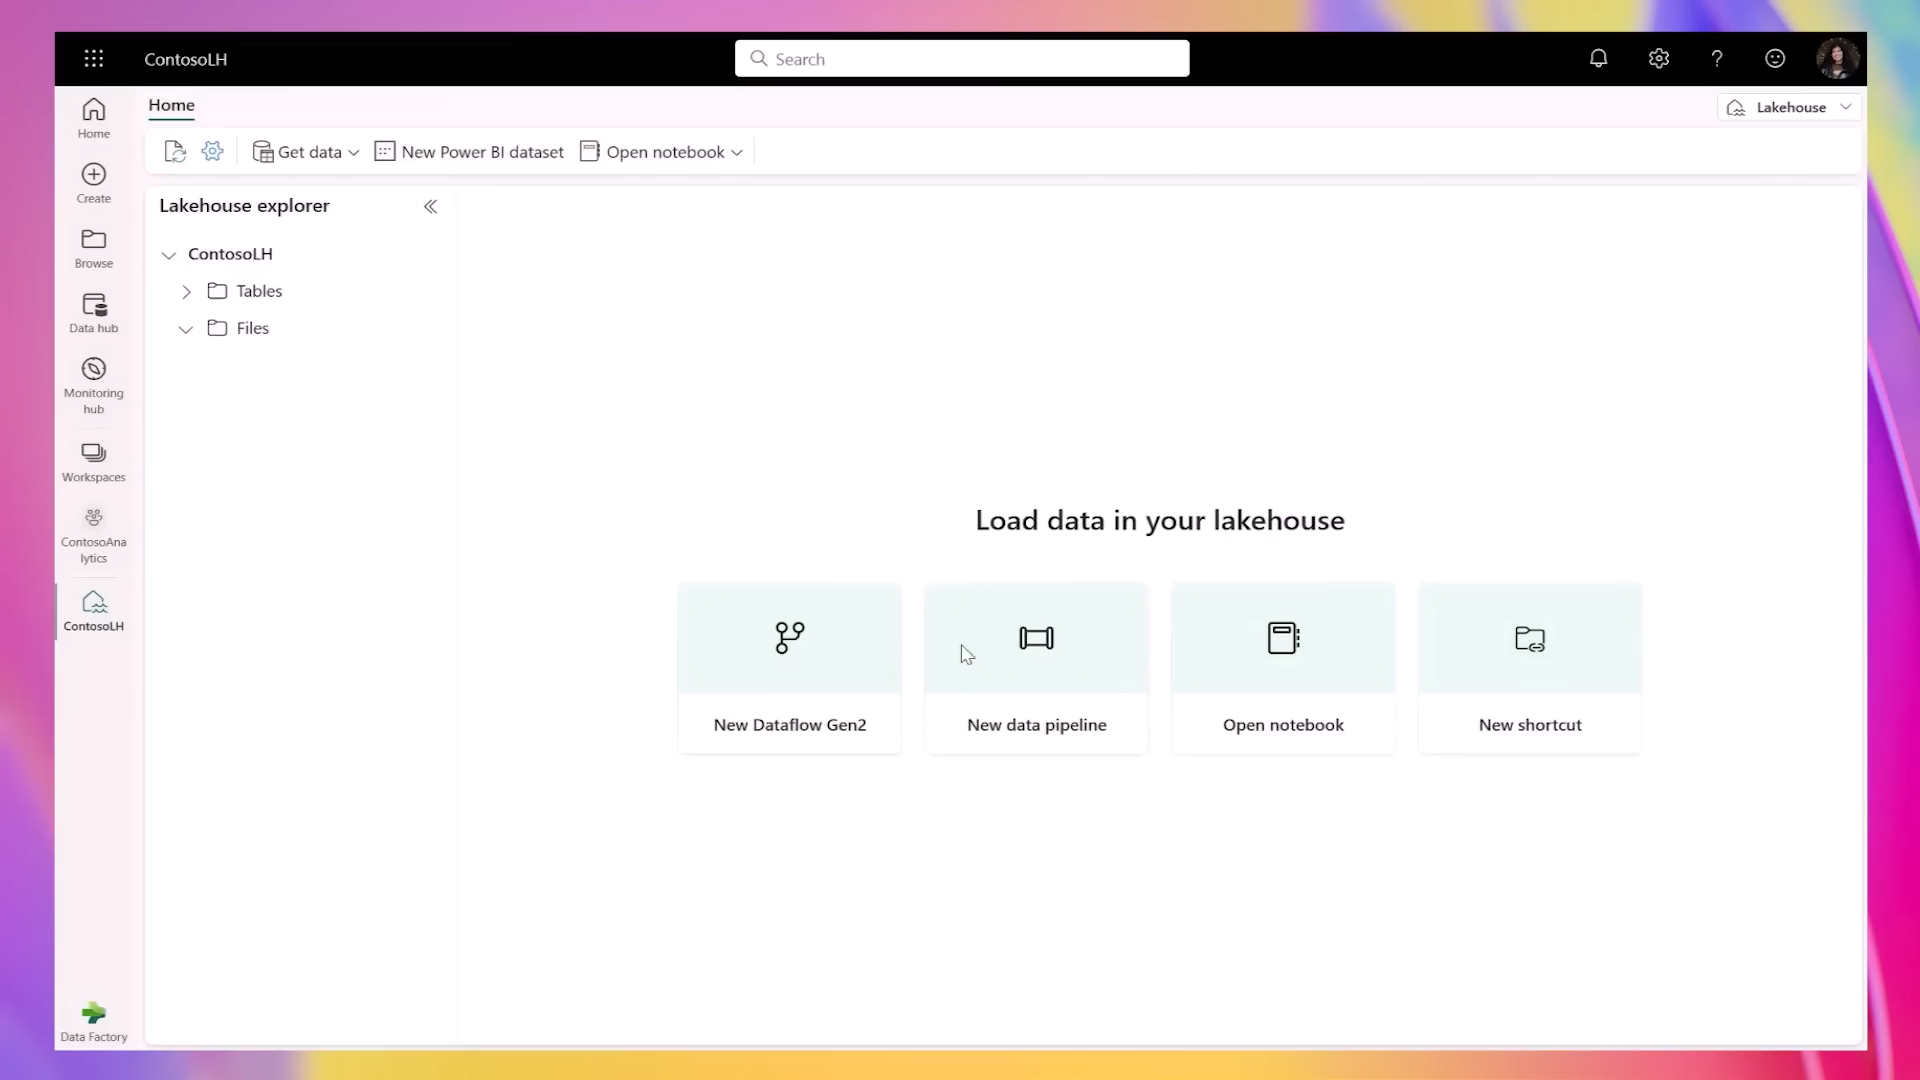 ContosoLH
Search
?
Home
Lakehouse
Get data
New Power BI dataset
Open notebook
Home
Create
Browse
Data hub
Monitoring
hub
Workspaces
ContosoAna
lytics
ContosoLH
Data Factory
Lakehouse explorer
ContosoLH
Tables
Files
Load data in your lakehouse
New Dataflow Gen2
New data pipeline
Open notebook
New shortcut